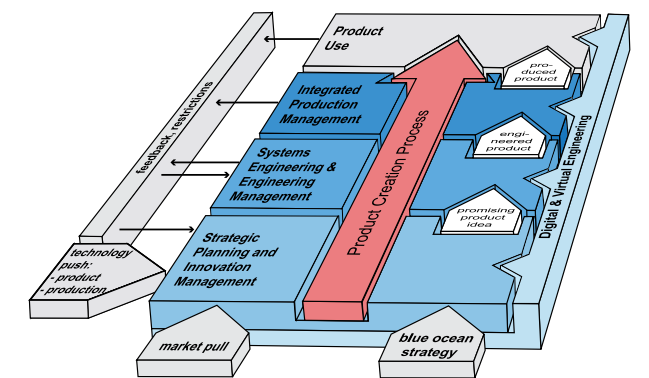 Product
Use
pro-
duced
product
Integrated
Production
Management
feedback, restrictions
engi-
neered
product
Systems
Engineering &
Engineering
Management
Product Creation Process
Digital & Virtual Engineering
promising
product
idea
Strategic
Planning and
Innovation
Management
technology
push:
- product
- production
market pull
blue ocean
strategy